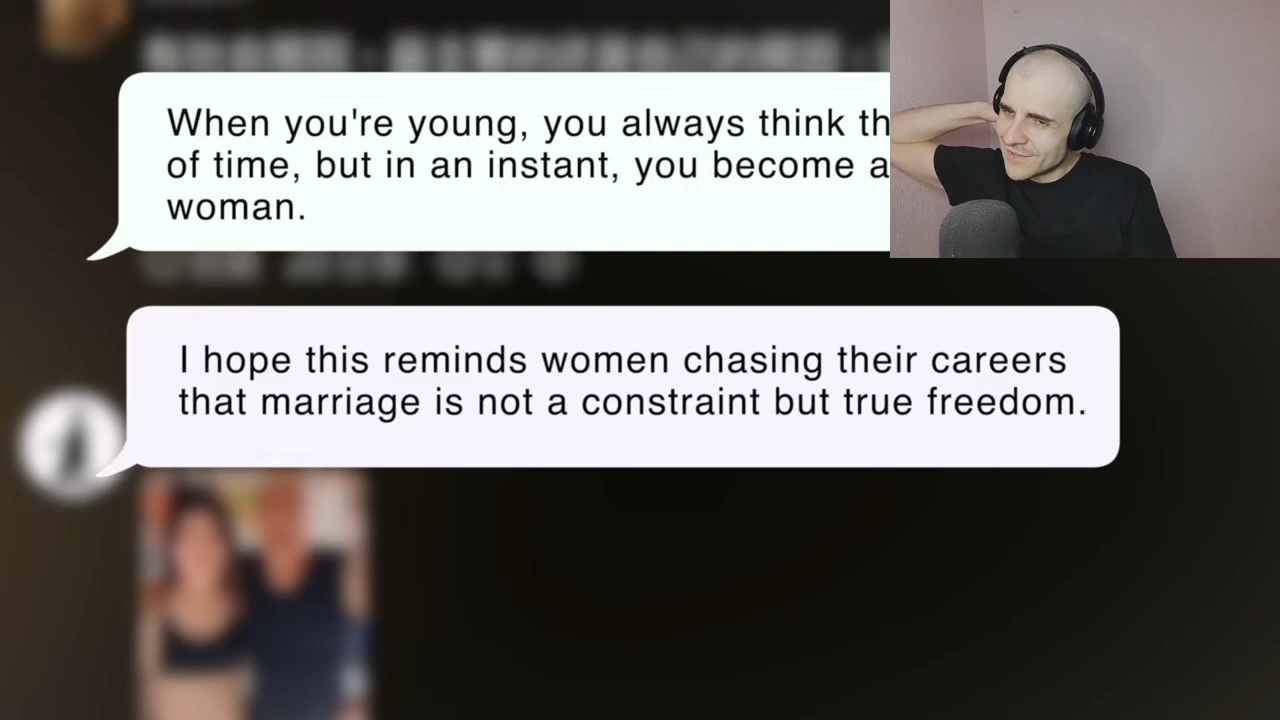 When you're young, you always think
of time, but in an instant, you become
woman.
I hope this reminds women chasing their careers
that marriage is not a constraint but true freedom.